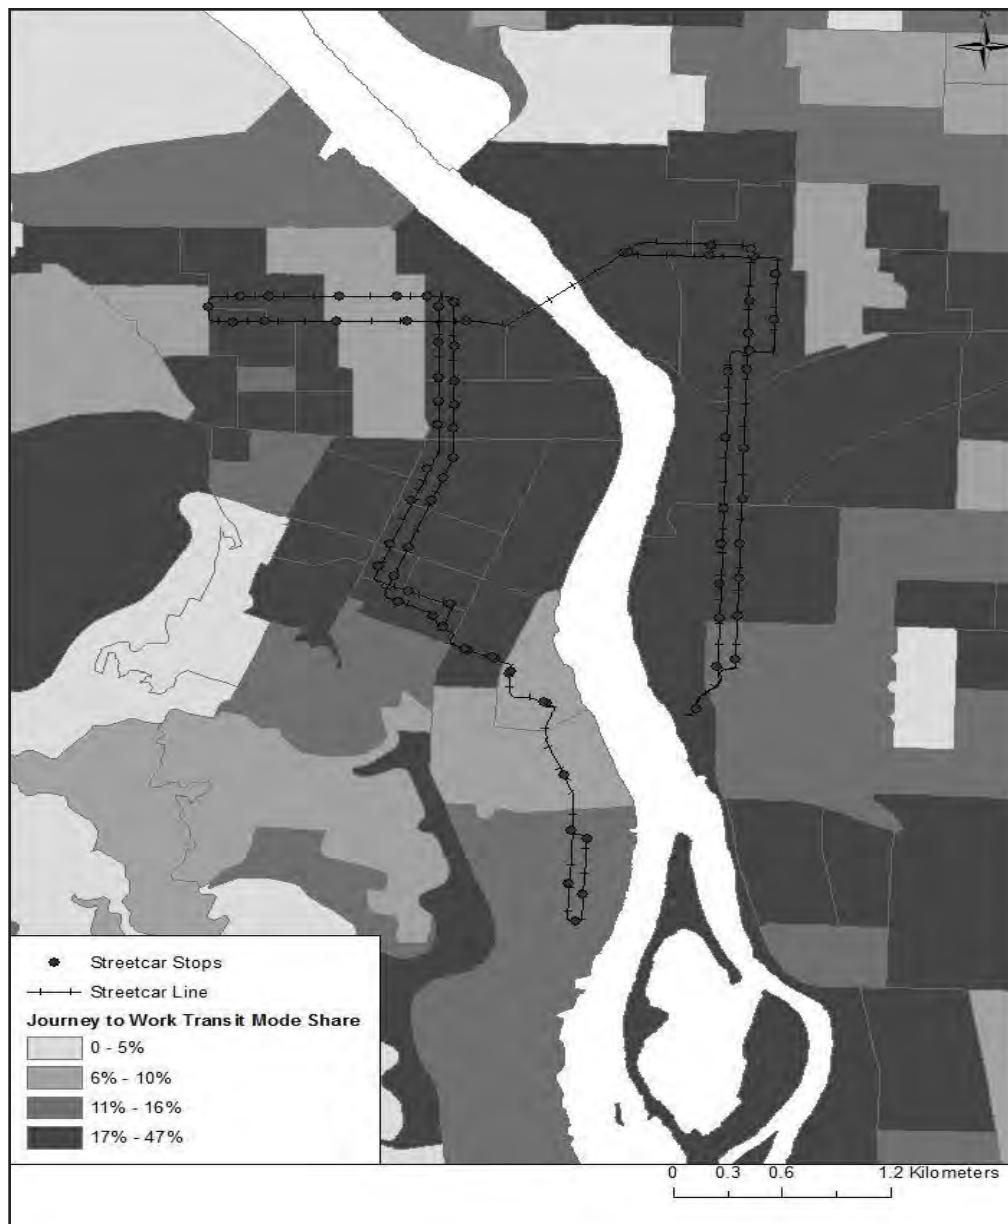 Streetcar Stops
Streetcar Line
Journey to Work Transit Mode Share
0 - 5%
6% - 10%
11% - 16%
17% - 47%
0 0.3 0.6 1.2 Kilometers